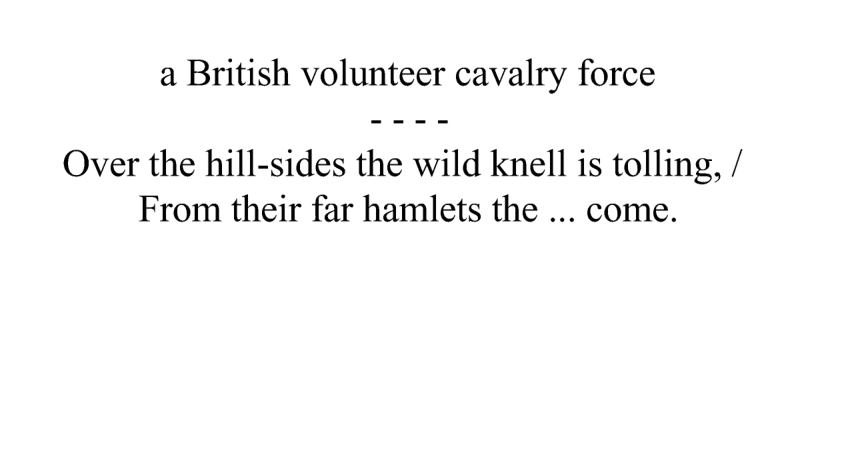 a British volunteer cavalry force
- - - -
Over the hill-sides the wild knell is tolling, /
From their far hamlets the ... come.